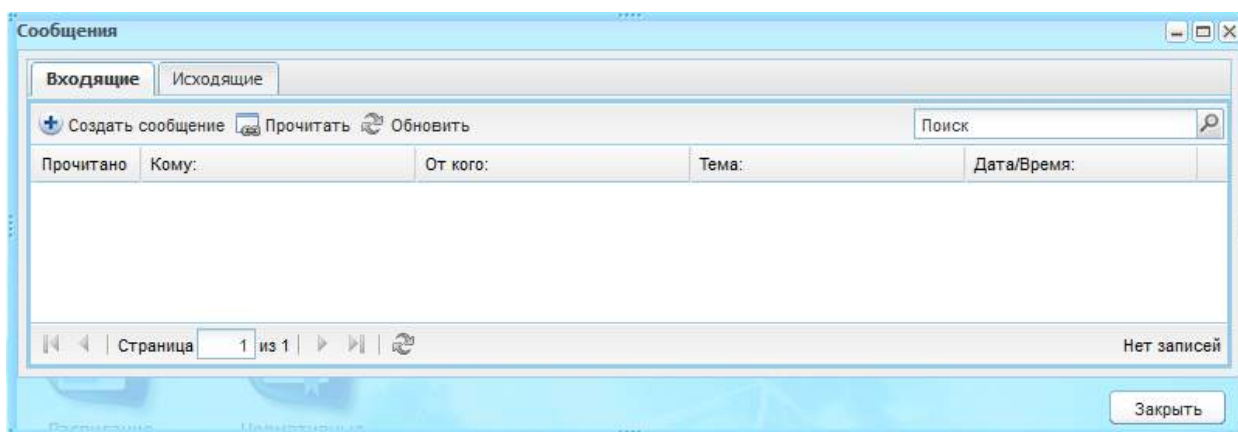 Сообщения
Входящие Исходящие
Создать сообщение Прочитать Обновить Поиск
Прочитано Кому: От кого: Тема: Дата/Время:
Страница 1 из 1 Нет записей
Закрыть